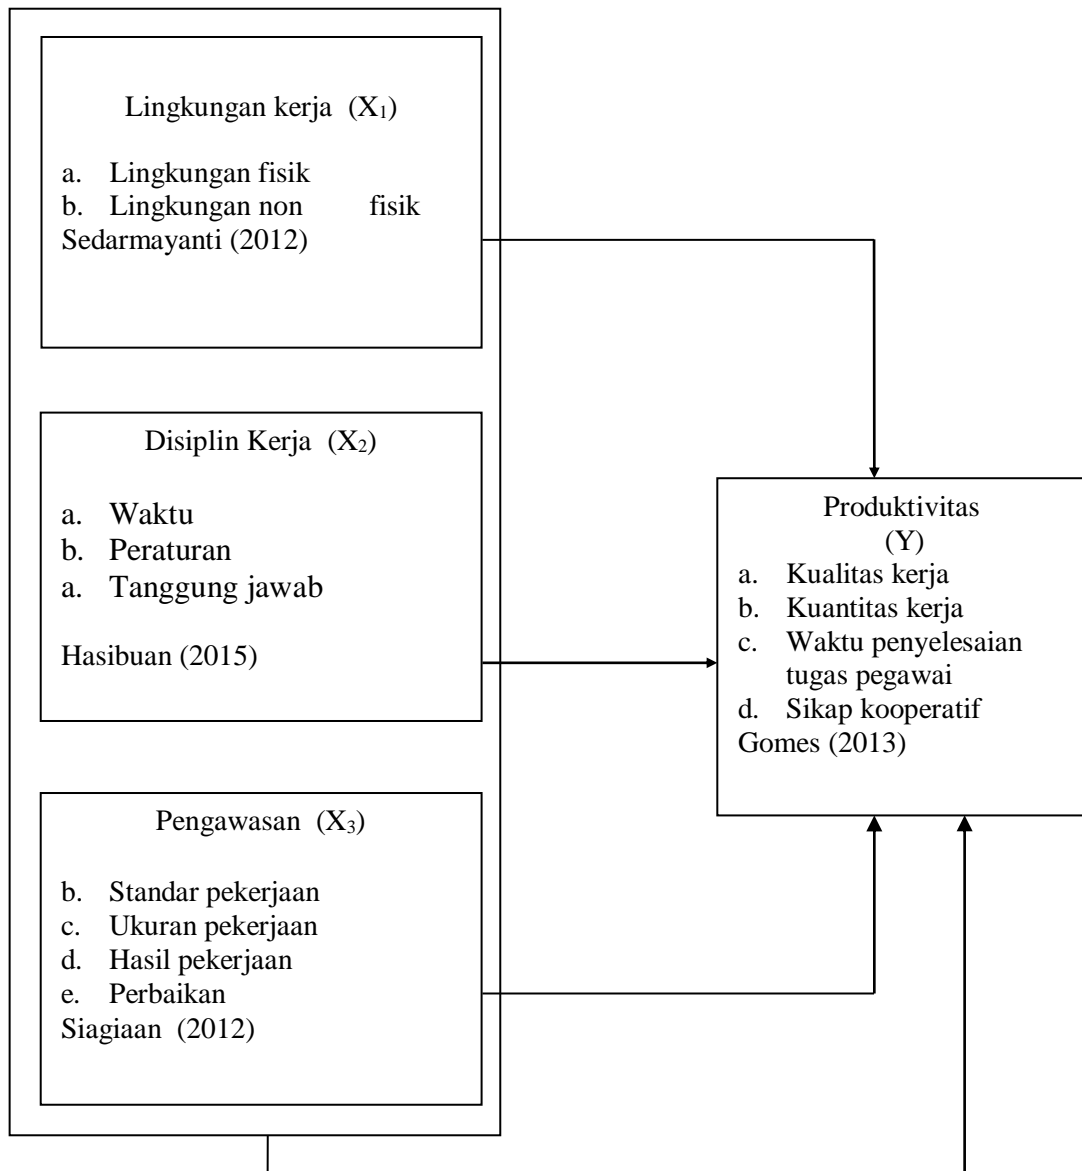 Lingkungan kerja (X₁)
a. Lingkungan fisik
b. Lingkungan non fisik
Sedarmayanti (2012)
Disiplin Kerja (X₂)
a. Waktu
b. Peraturan
a. Tanggung jawab
Hasibuan (2015)
Pengawasan (X₃)
b. Standar pekerjaan
c. Ukuran pekerjaan
d. Hasil pekerjaan
e. Perbaikan
Siagiaan (2012)
Produktivitas
(Y)
a. Kualitas kerja
b. Kuantitas kerja
c. Waktu penyelesaian
tugas pegawai
d. Sikap kooperatif
Gomes (2013)